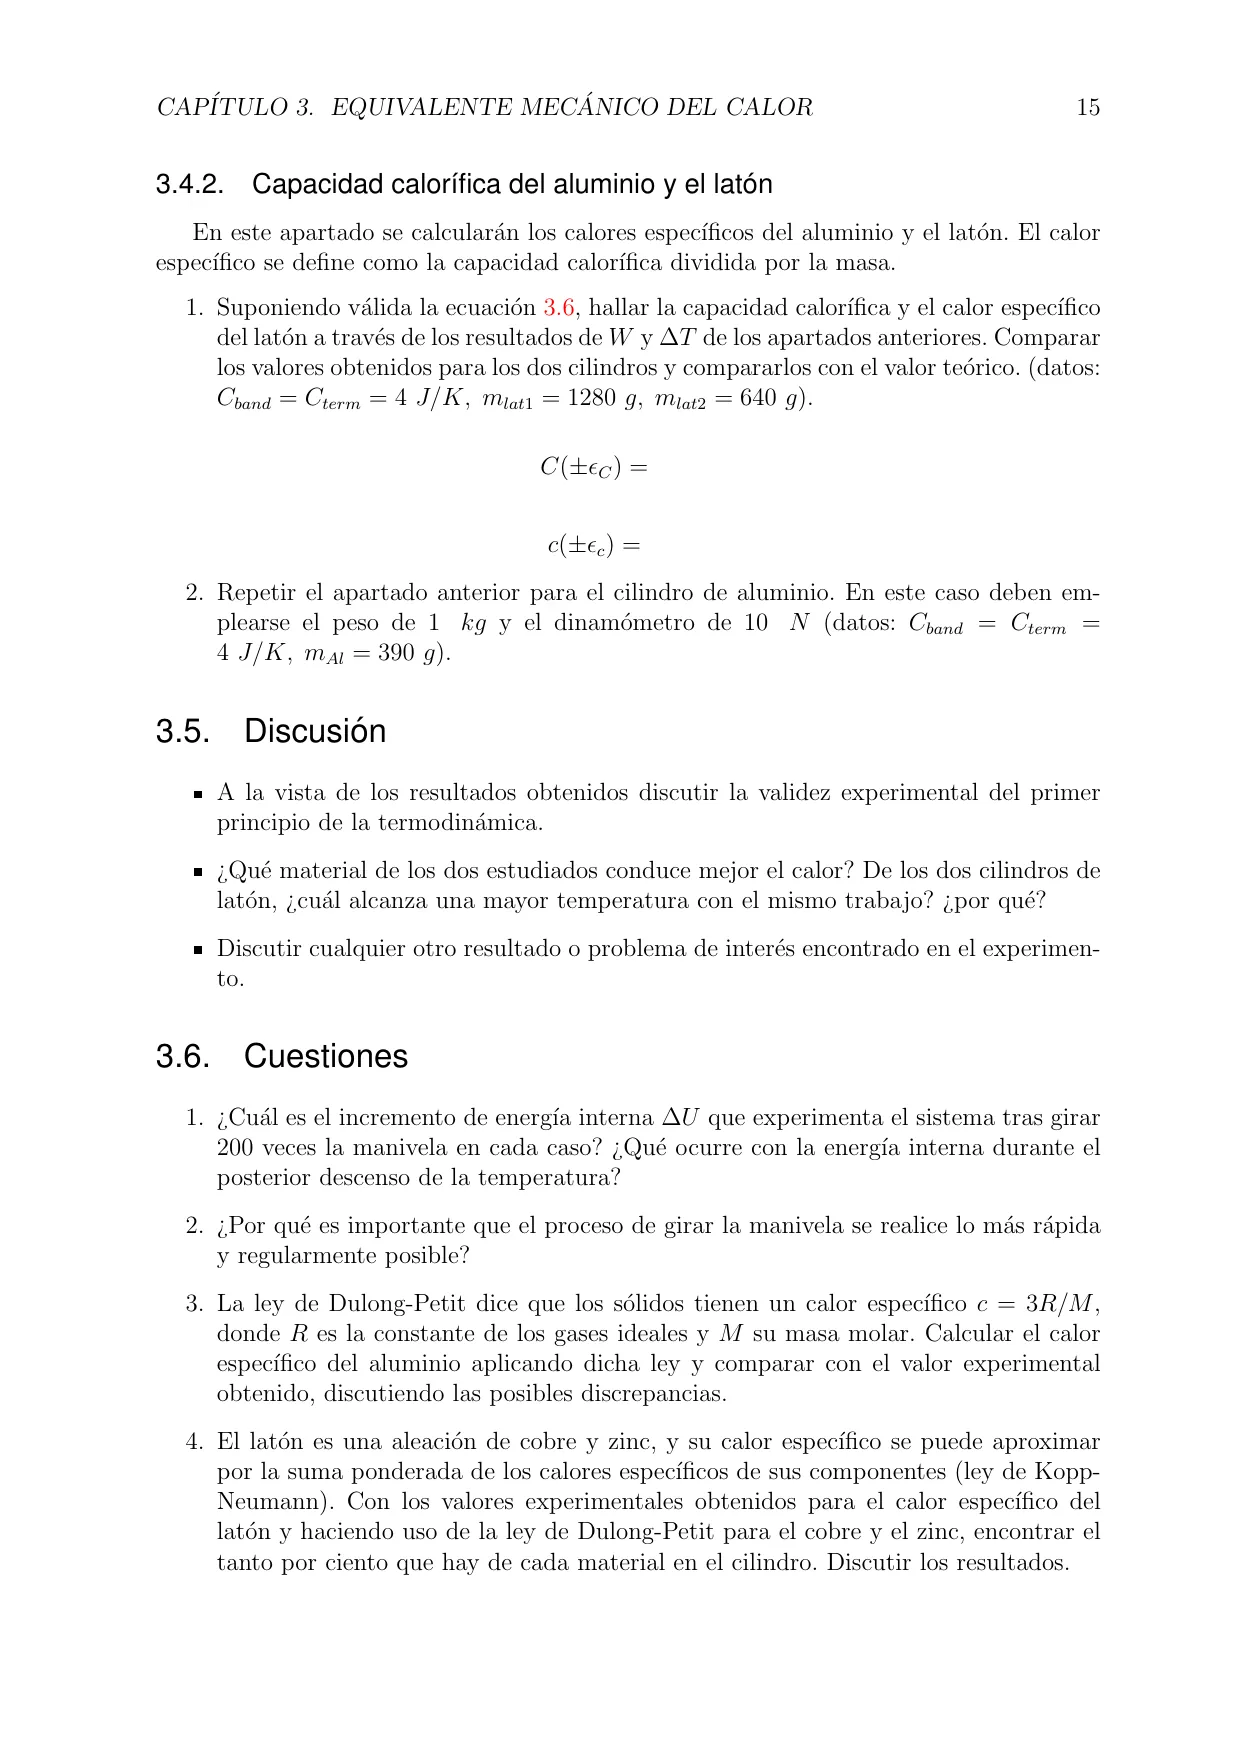 CAPÍTULO 3. EQUIVALENTE MECÁNICO DEL CALOR 15
3.4.2. Capacidad calorífica del aluminio y el latón
En este apartado se calcularán los calores específicos del aluminio y el latón. El calor
específico se define como la capacidad calorífica dividida por la masa.
1. Suponiendo válida la ecuación 3.6, hallar la capacidad calorífica y el calor específico
del latón a través de los resultados de W y ΔT de los apartados anteriores. Comparar
los valores obtenidos para los dos cilindros y compararlos con el valor teórico. (datos:
C_{band} = C_{term} = 4 J/K, m_{lat1} = 1280 g, m_{lat2} = 640 g).
C(±ϵ_C) =
c(±ϵ_c) =
2. Repetir el apartado anterior para el cilindro de aluminio. En este caso deben em-
plearse el peso de 1 kg y el dinamómetro de 10 N (datos: C_{band} = C_{term} =
4 J/K, m_{Al} = 390 g).
3.5. Discusión
▪ A la vista de los resultados obtenidos discutir la validez experimental del primer
principio de la termodinámica.
▪ ¿Qué material de los dos estudiados conduce mejor el calor? De los dos cilindros de
latón, ¿cuál alcanza una mayor temperatura con el mismo trabajo? ¿por qué?
▪ Discutir cualquier otro resultado o problema de interés encontrado en el experimen-
to.
3.6. Cuestiones
1. ¿Cuál es el incremento de energía interna ΔU que experimenta el sistema tras girar
200 veces la manivela en cada caso? ¿Qué ocurre con la energía interna durante el
posterior descenso de la temperatura?
2. ¿Por qué es importante que el proceso de girar la manivela se realice lo más rápida
y regularmente posible?
3. La ley de Dulong-Petit dice que los sólidos tienen un calor específico c = 3R/M,
donde R es la constante de los gases ideales y M su masa molar. Calcular el calor
específico del aluminio aplicando dicha ley y comparar con el valor experimental
obtenido, discutiendo las posibles discrepancias.
4. El latón es una aleación de cobre y zinc, y su calor específico se puede aproximar
por la suma ponderada de los calores específicos de sus componentes (ley de Kopp-
Neumann). Con los valores experimentales obtenidos para el calor específico del
latón y haciendo uso de la ley de Dulong-Petit para el cobre y el zinc, encontrar el
tanto por ciento que hay de cada material en el cilindro. Discutir los resultados.